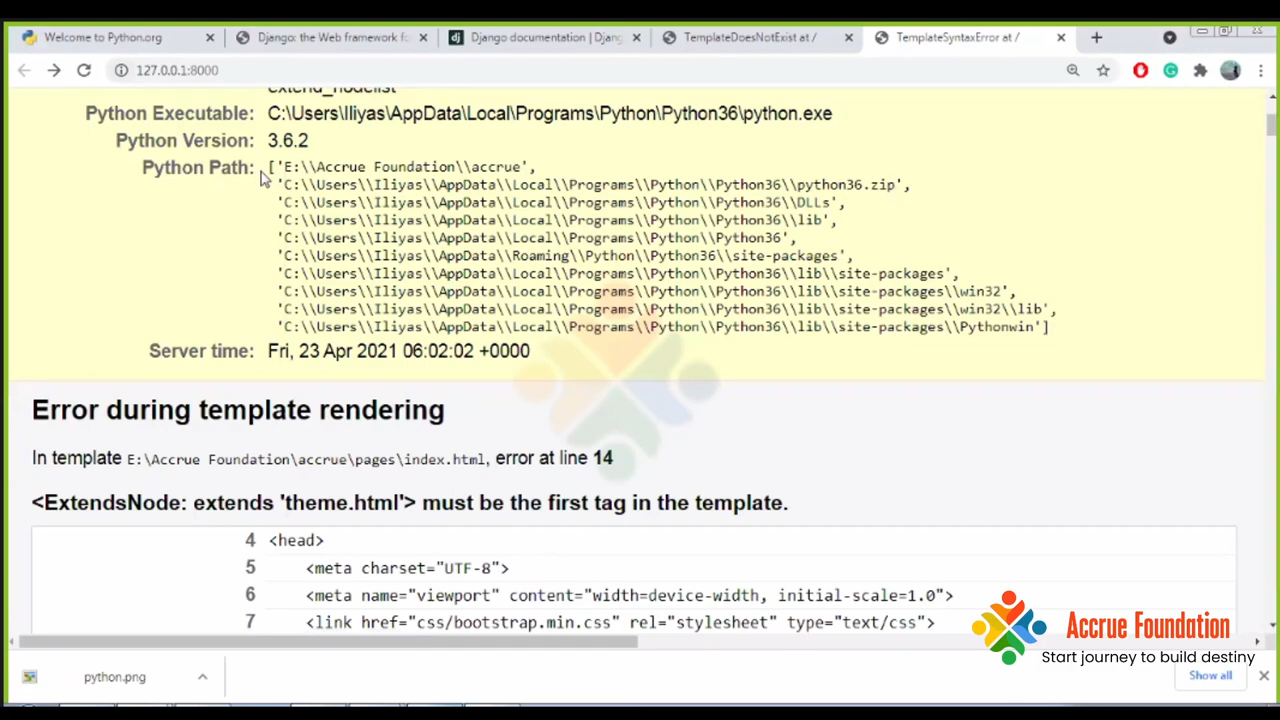 Welcome to Python.org
Django: the Web framework for
Django documentation | Djang
TemplateDoesNotExist at /
TemplateSyntaxError at /
127.0.0.1:8000
extend_nodelist
Python Executable: C:\Users\Iliyas\AppData\Local\Programs\Python\Python36\python.exe
Python Version: 3.6.2
Python Path: ['E:\\Accrue Foundation\\accrue',
'C:\\Users\\Iliyas\\AppData\\Local\\Programs\\Python\\Python36\\python36.zip',
'C:\\Users\\Iliyas\\AppData\\Local\\Programs\\Python\\Python36\\DLLs',
'C:\\Users\\Iliyas\\AppData\\Local\\Programs\\Python\\Python36\\lib',
'C:\\Users\\Iliyas\\AppData\\Local\\Programs\\Python\\Python36',
'C:\\Users\\Iliyas\\AppData\\Roaming\\Python\\Python36\\site-packages',
'C:\\Users\\Iliyas\\AppData\\Local\\Programs\\Python\\Python36\\lib\\site-packages',
'C:\\Users\\Iliyas\\AppData\\Local\\Programs\\Python\\Python36\\lib\\site-packages\\win32',
'C:\\Users\\Iliyas\\AppData\\Local\\Programs\\Python\\Python36\\lib\\site-packages\\win32\\lib',
'C:\\Users\\Iliyas\\AppData\\Local\\Programs\\Python\\Python36\\lib\\site-packages\\Pythonwin']
Server time: Fri, 23 Apr 2021 06:02:02 +0000
Error during template rendering
In template E:\Accrue Foundation\accrue\pages\index.html, error at line 14
<ExtendsNode: extends 'theme.html'> must be the first tag in the template.
4 <head>
5 <meta charset="UTF-8">
6 <meta name="viewport" content="width=device-width, initial-scale=1.0">
7 <link href="css/bootstrap.min.css" rel="stylesheet" type="text/css">
Accrue Foundation
Start journey to build destiny
python.png
Show all